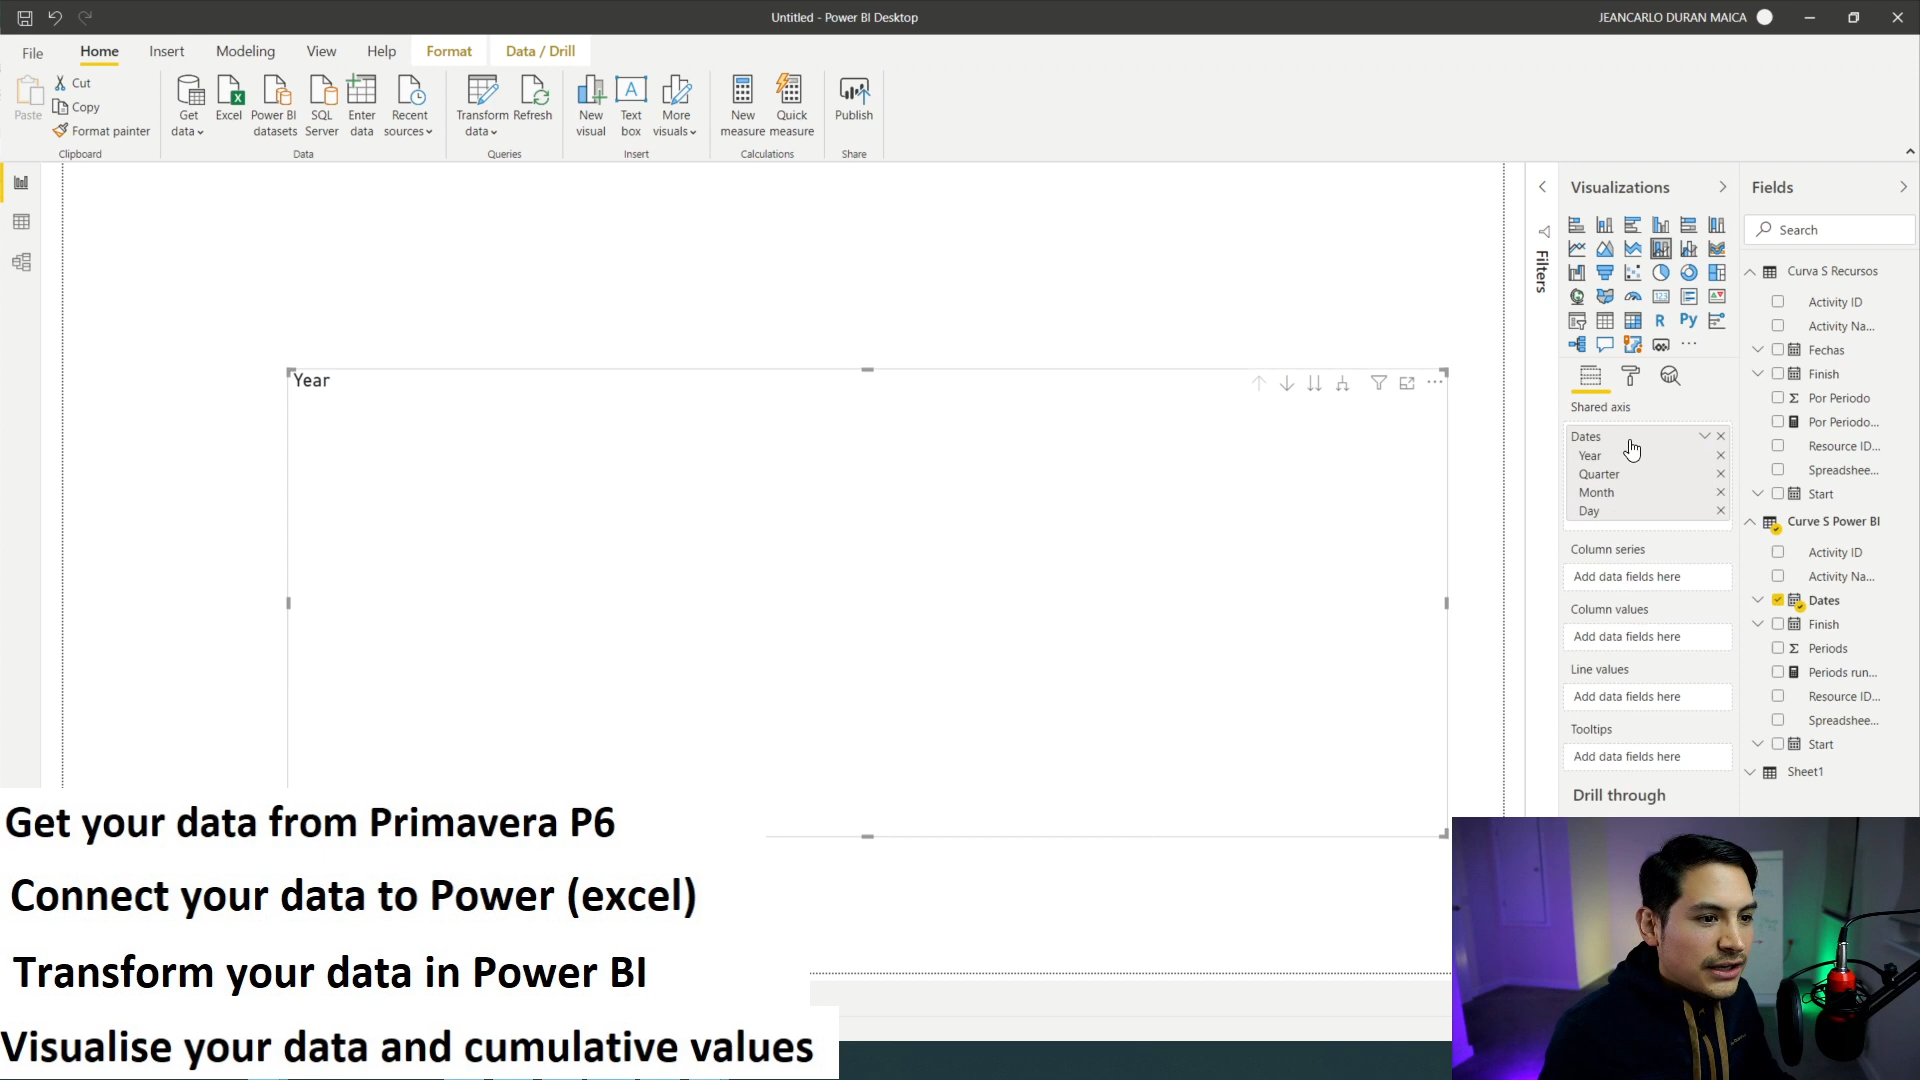 Untitled - Power BI Desktop
JEANCARLO DURAN MAICA
File Home Insert Modeling View Help Format Data / Drill
Paste
Cut
Copy
Format painter
Clipboard
Get data
Excel
Power BI datasets
SQL Server
Enter data
Recent sources
Data
Transform data
Refresh
Queries
New visual
A
Text box
More visuals
Insert
New measure
Quick measure
Calculations
Publish
Share
Year
Filters
Visualizations
R
Py
123
Shared axis
Dates
Year
Quarter
Month
Day
Column series
Add data fields here
Column values
Add data fields here
Line values
Add data fields here
Tooltips
Add data fields here
Drill through
Fields
Search
Curva S Recursos
Activity ID
Activity Na...
Fechas
Finish
Σ Por Periodo
Por Periodo...
Resource ID...
Spreadshee...
Start
Curve S Power BI
Activity ID
Activity Na...
Dates
Finish
Σ Periods
Periods run...
Resource ID...
Spreadshee...
Start
Sheet1
Get your data from Primavera P6
Connect your data to Power (excel)
Transform your data in Power BI
Visualise your data and cumulative values